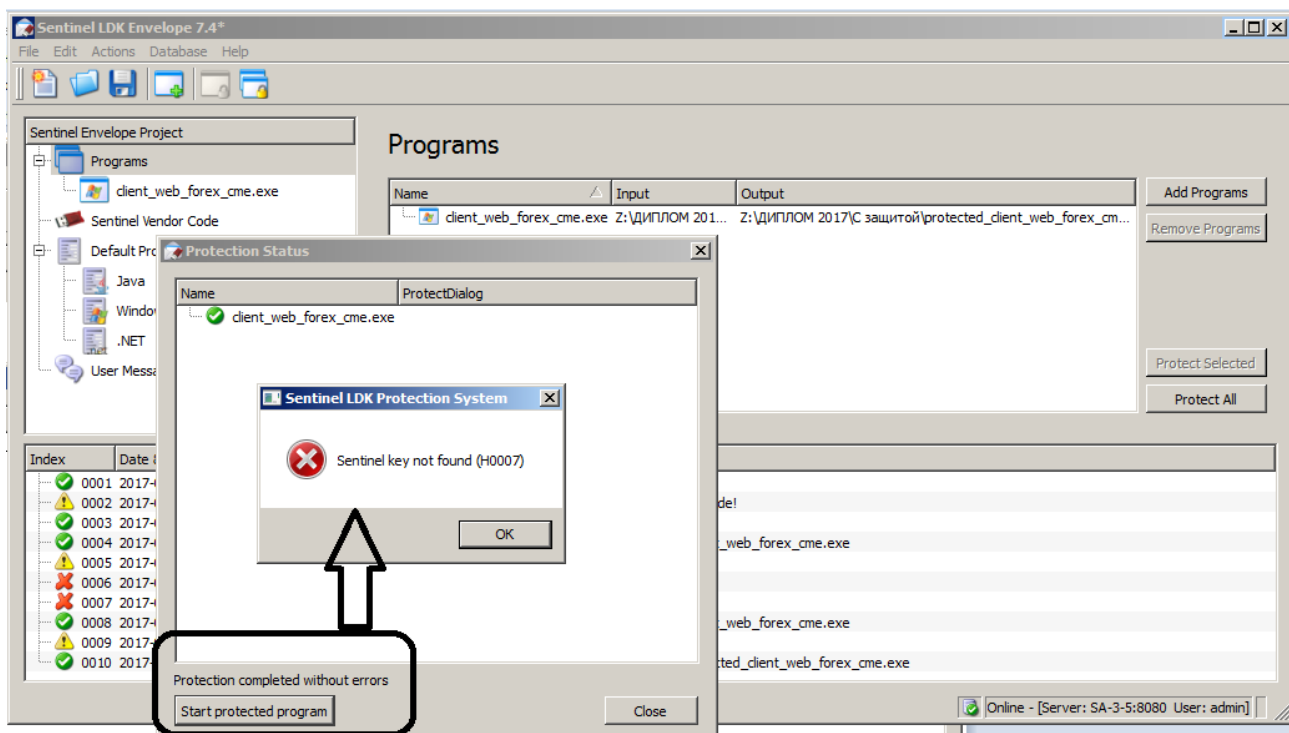 Sentinel LDK Envelope 7.4*
File Edit Actions Database Help
Sentinel Envelope Project
Programs
client_web_forex_cme.exe
Sentinel Vendor Code
Default Pro
Java
Window
.NET
User Messa
Programs
Name Input Output
client_web_forex_cme.exe Z:\ДИПЛОМ 201... Z:\ДИПЛОМ 2017\С защитой\protected_client_web_forex_cm...
Add Programs
Remove Programs
Protect Selected
Protect All
Protection Status
Name ProtectDialog
client_web_forex_cme.exe
Sentinel LDK Protection System
Sentinel key not found (H0007)
OK
Protection completed without errors
Start protected program
Close
Index Date
0001 2017-
0002 2017- de!
0003 2017-
0004 2017- _web_forex_cme.exe
0005 2017-
0006 2017-
0007 2017-
0008 2017- _web_forex_cme.exe
0009 2017-
0010 2017- cted_client_web_forex_cme.exe
Online - [Server: SA-3-5:8080 User: admin]